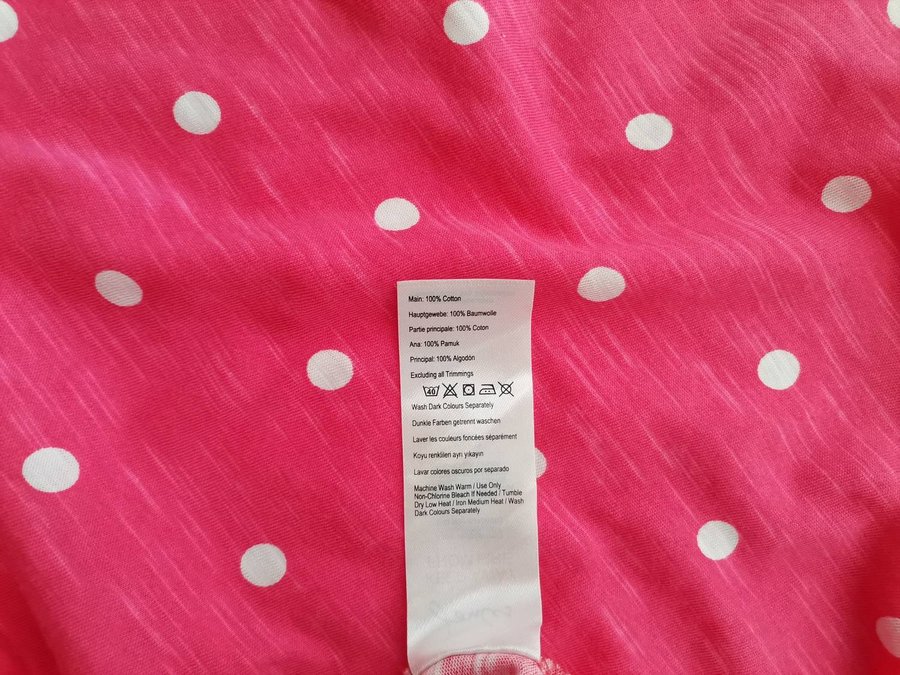 Main: 100% Cotton
Hauptgewebe: 100% Baumwolle
Partie principale: 100% Coton
Ana: 100% Pamuk
Principal: 100% Algodón
Excluding all Trimmings
40
Wash Dark Colours Separately
Dunkle Farben getrennt waschen
Laver les couleurs foncées séparément
Koyu renklilen ayrı yıkayın
Lavar colores oscuros por separado
Machine Wash Warm / Use Only
Non-Chlorine Bleach If Needed / Tumble
Dry Low Heat / Iron Medium Heat / Wash
Dark Colours Separately